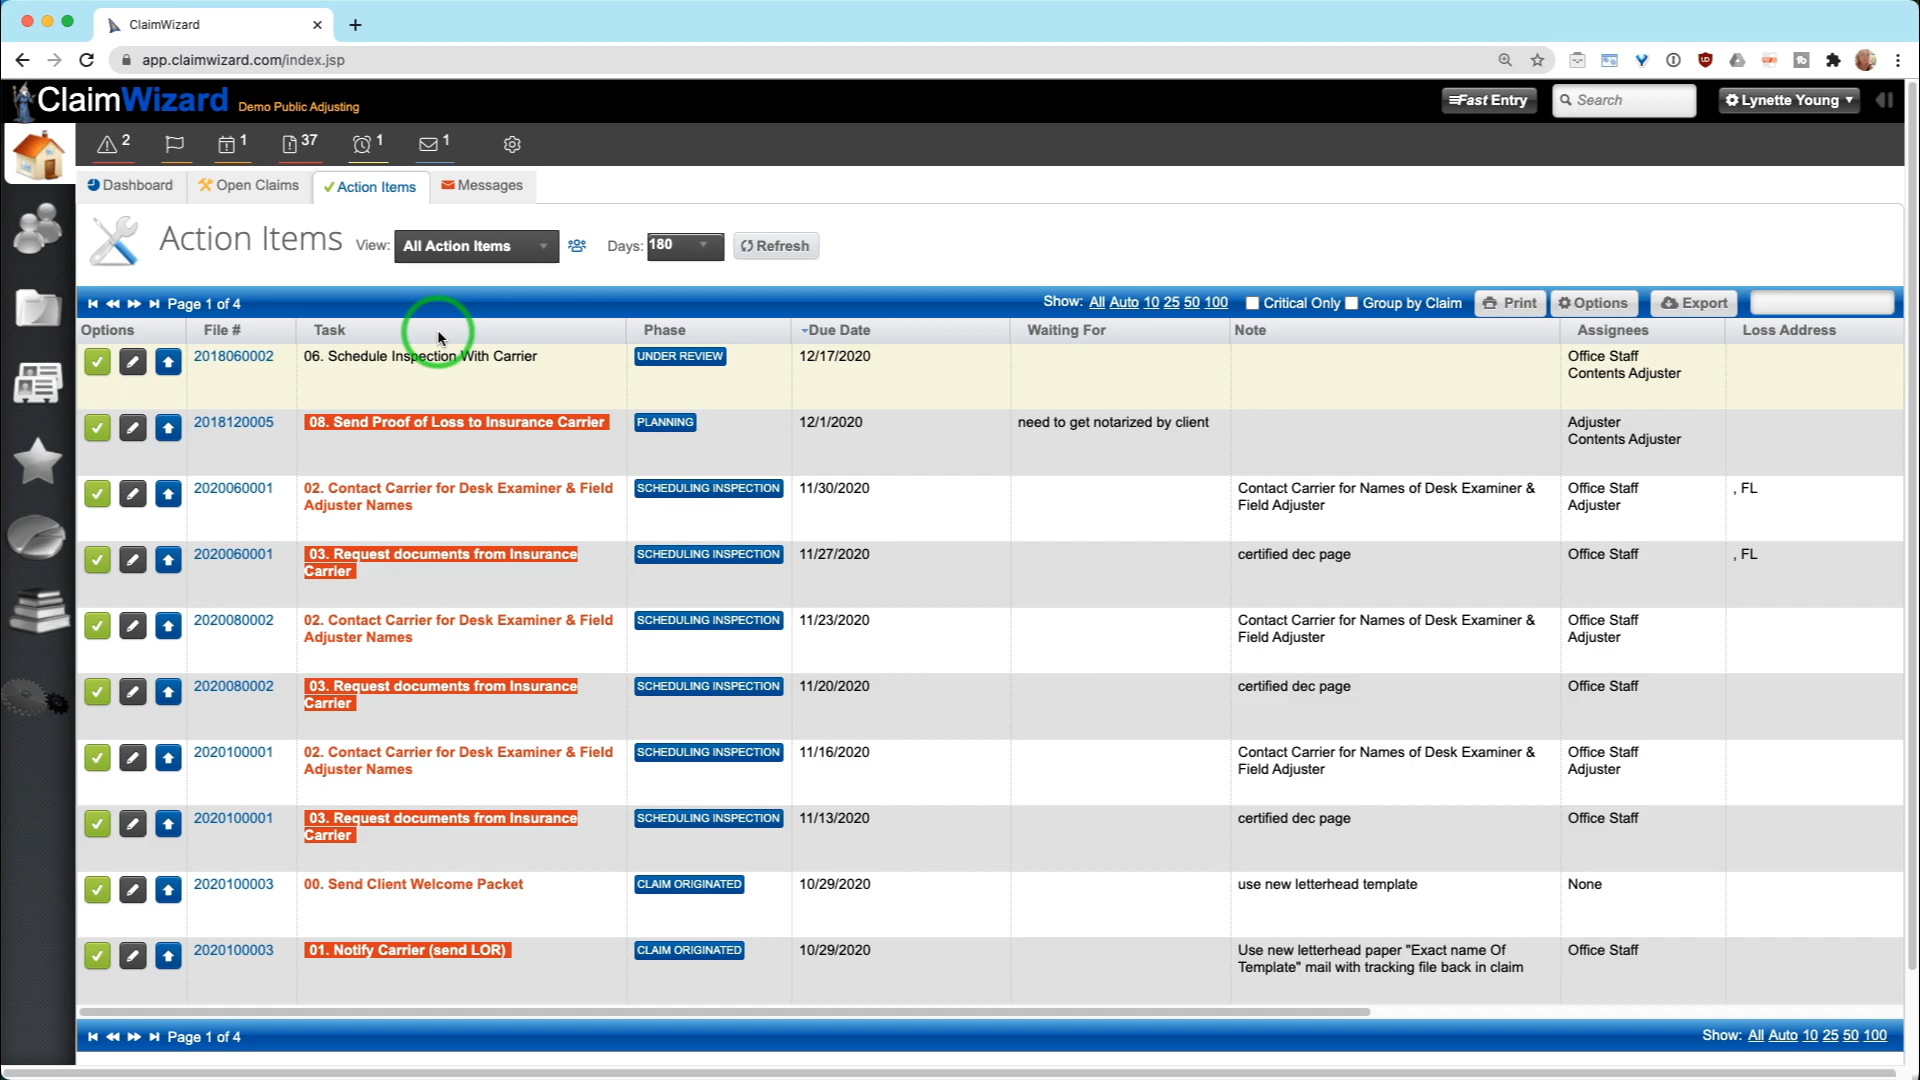 ClaimWizard
app.claimwizard.com/index.jsp
ClaimWizard Demo Public Adjusting
Fast Entry
Search
Lynette Young
2
1
37
1
1
Dashboard
Open Claims
Action Items
Messages
Action Items
View: All Action Items
Days: 180
Refresh
Page 1 of 4
Show: All Auto 10 25 50 100
Critical Only
Group by Claim
Print
Options
Export
Options File # Task Phase Due Date Waiting For Note Assignees Loss Address
2018060002 06. Schedule Inspection With Carrier UNDER REVIEW 12/17/2020 Office Staff
Contents Adjuster
2018120005 08. Send Proof of Loss to Insurance Carrier PLANNING 12/1/2020 need to get notarized by client Adjuster
Contents Adjuster
2020060001 02. Contact Carrier for Desk Examiner & Field SCHEDULING INSPECTION 11/30/2020 Contact Carrier for Names of Desk Examiner & Office Staff , FL
Adjuster Names Field Adjuster Adjuster
2020060001 03. Request documents from Insurance SCHEDULING INSPECTION 11/27/2020 certified dec page Office Staff , FL
Carrier
2020080002 02. Contact Carrier for Desk Examiner & Field SCHEDULING INSPECTION 11/23/2020 Contact Carrier for Names of Desk Examiner & Office Staff
Adjuster Names Field Adjuster Adjuster
2020080002 03. Request documents from Insurance SCHEDULING INSPECTION 11/20/2020 certified dec page Office Staff
Carrier
2020100001 02. Contact Carrier for Desk Examiner & Field SCHEDULING INSPECTION 11/16/2020 Contact Carrier for Names of Desk Examiner & Office Staff
Adjuster Names Field Adjuster Adjuster
2020100001 03. Request documents from Insurance SCHEDULING INSPECTION 11/13/2020 certified dec page Office Staff
Carrier
2020100003 00. Send Client Welcome Packet CLAIM ORIGINATED 10/29/2020 use new letterhead template None
2020100003 01. Notify Carrier (send LOR) CLAIM ORIGINATED 10/29/2020 Use new letterhead paper "Exact name Of Office Staff
Template" mail with tracking file back in claim
Page 1 of 4
Show: All Auto 10 25 50 100